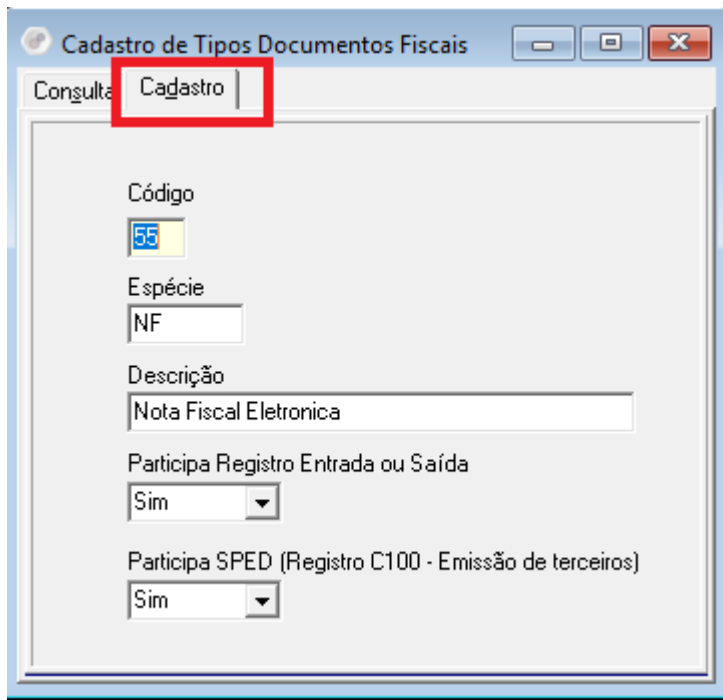 Cadastro de Tipos Documentos Fiscais
Consulta Cadastro
Código
55
Espécie
NF
Descrição
Nota Fiscal Eletronica
Participa Registro Entrada ou Saída
Sim
Participa SPED (Registro C100 - Emissão de terceiros)
Sim